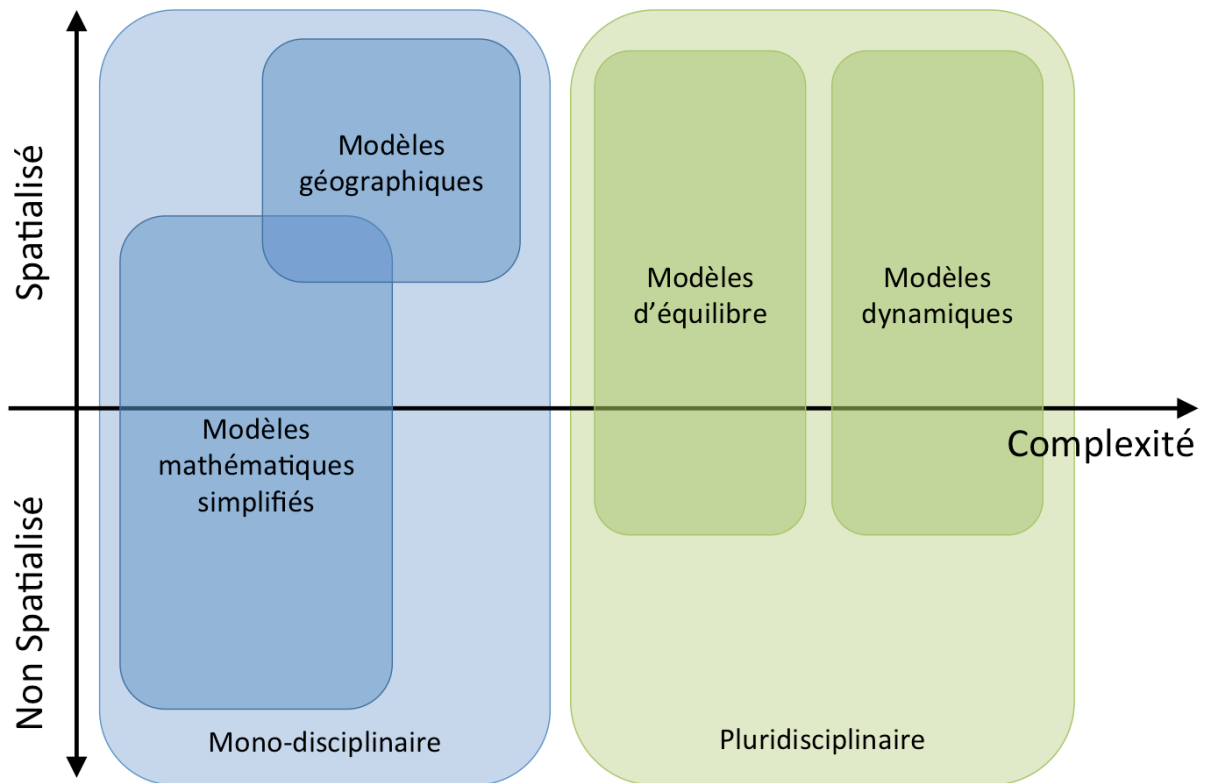 Spatialisé
Non Spatialisé
Complexité
Modèles
géographiques
Modèles
mathématiques
simplifiés
Mono-disciplinaire
Modèles
d’équilibre
Modèles
dynamiques
Pluridisciplinaire